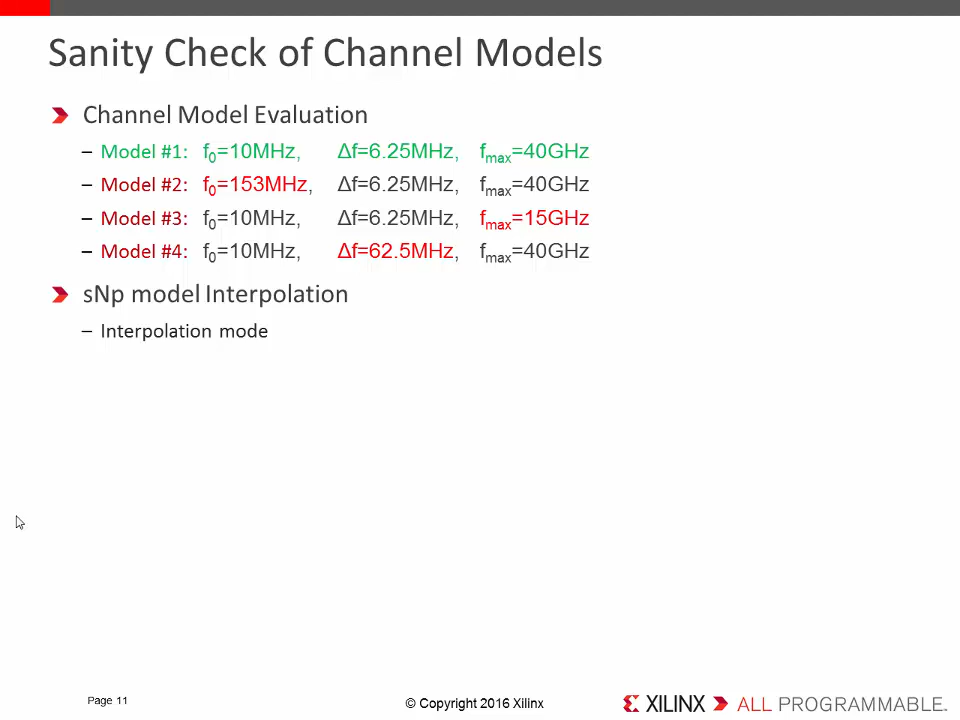 Sanity Check of Channel Models
Channel Model Evaluation
– Model #1: f0=10MHz, Δf=6.25MHz, fmax=40GHz
– Model #2: f0=153MHz, Δf=6.25MHz, fmax=40GHz
– Model #3: f0=10MHz, Δf=6.25MHz, fmax=15GHz
– Model #4: f0=10MHz, Δf=62.5MHz, fmax=40GHz
sNp model Interpolation
– Interpolation mode
Page 11
© Copyright 2016 Xilinx
XILINX ALL PROGRAMMABLE.